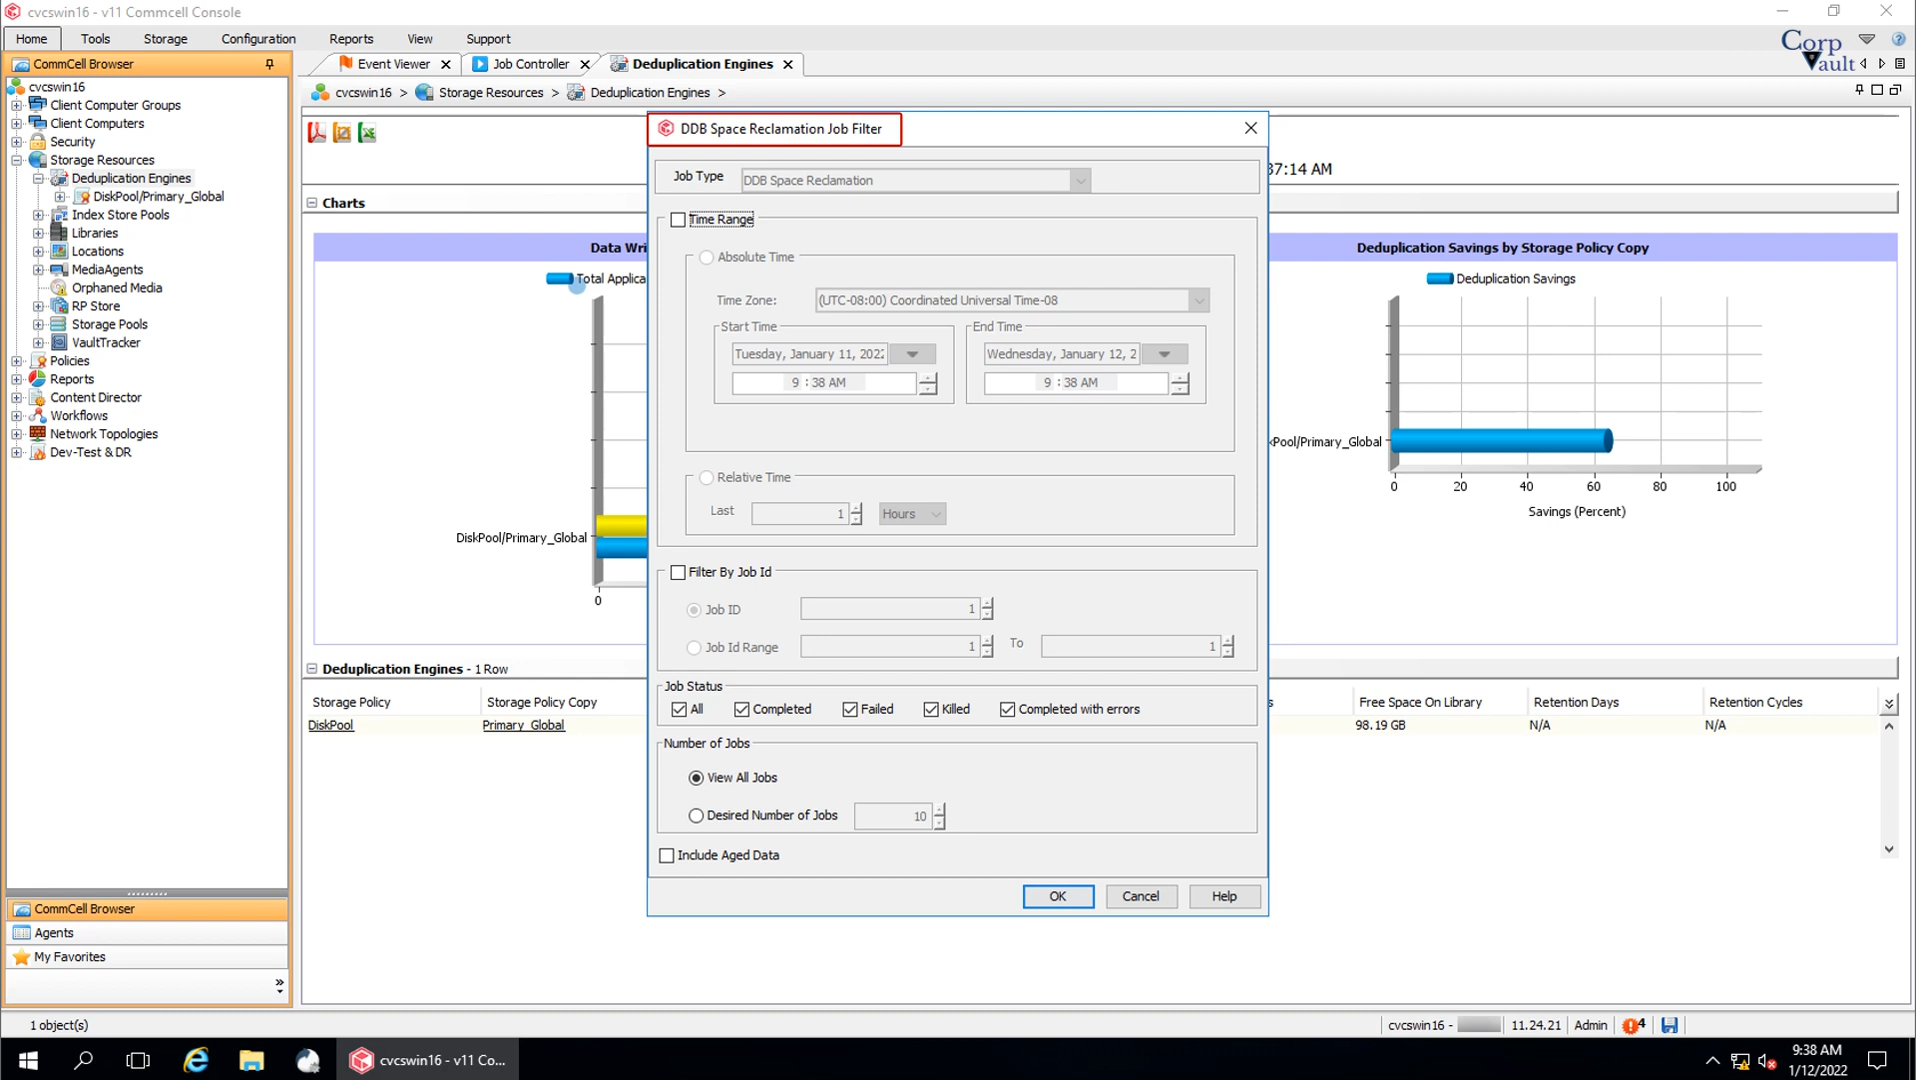 cvcswin16 - v11 Commcell Console
Home Tools Storage Configuration Reports View Support
Corp
Vault
CommCell Browser
cvcswin16
Client Computer Groups
Client Computers
Security
Storage Resources
Deduplication Engines
DiskPool/Primary_Global
Index Store Pools
Libraries
Locations
MediaAgents
Orphaned Media
RP Store
Storage Pools
VaultTracker
Policies
Reports
Content Director
Workflows
Network Topologies
Dev-Test & DR
CommCell Browser
Agents
My Favorites
Event Viewer Job Controller Deduplication Engines
cvcswin16 > Storage Resources > Deduplication Engines >
37:14 AM
Charts
Data Wri
Total Applica
DiskPool/Primary_Global
0
Deduplication Savings by Storage Policy Copy
Deduplication Savings
kPool/Primary_Global
0 20 40 60 80 100
Savings (Percent)
Deduplication Engines - 1 Row
Storage Policy Storage Policy Copy s Free Space On Library Retention Days Retention Cycles
DiskPool Primary_Global 98.19 GB N/A N/A
DDB Space Reclamation Job Filter
Job Type DDB Space Reclamation
Time Range
Absolute Time
Time Zone: (UTC-08:00) Coordinated Universal Time-08
Start Time End Time
Tuesday, January 11, 2022 Wednesday, January 12, 2
9 : 38 AM 9 : 38 AM
Relative Time
Last 1 Hours
Filter By Job Id
Job ID 1
Job Id Range 1 To 1
Job Status
All Completed Failed Killed Completed with errors
Number of Jobs
View All Jobs
Desired Number of Jobs 10
Include Aged Data
OK Cancel Help
1 object(s) cvcswin16 - 11.24.21 Admin 4
cvcswin16 - v11 Co...
9:38 AM
1/12/2022